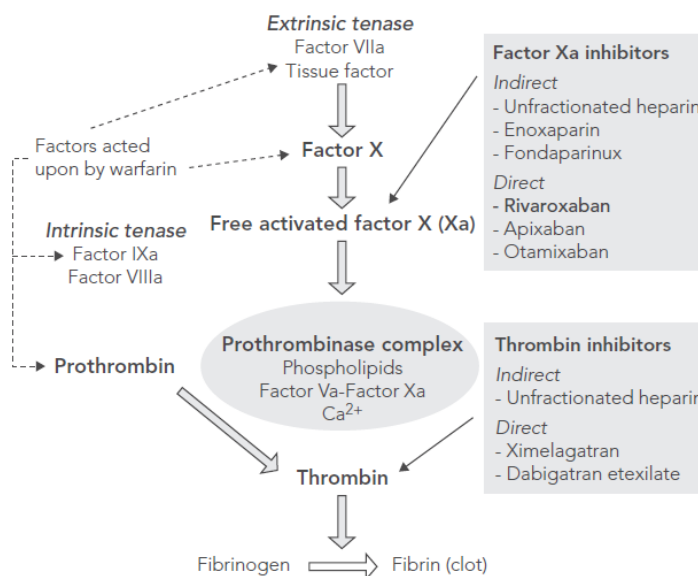 Extrinsic tenase
Factor VIIa
Tissue factor
Factors acted
upon by warfarin
Factor X
Free activated factor X (Xa)
Intrinsic tenase
Factor IXa
Factor VIIIa
Prothrombinase complex
Phospholipids
Factor Va-Factor Xa
Ca²⁺
Prothrombin
Thrombin
Fibrinogen
Fibrin (clot)
Factor Xa inhibitors
Indirect
- Unfractionated heparin
- Enoxaparin
- Fondaparinux
Direct
- Rivaroxaban
- Apixaban
- Otamixaban
Thrombin inhibitors
Indirect
- Unfractionated heparin
Direct
- Ximelagatran
- Dabigatran etexilate